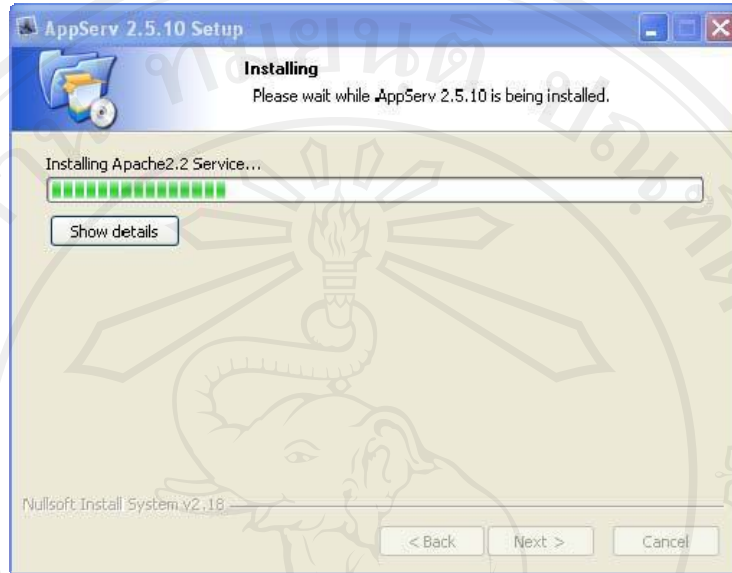 AppServ 2.5.10 Setup
Installing
Please wait while AppServ 2.5.10 is being installed.
Installing Apache2.2 Service...
Show details
Nullsoft Install System v2.18
< Back Next > Cancel